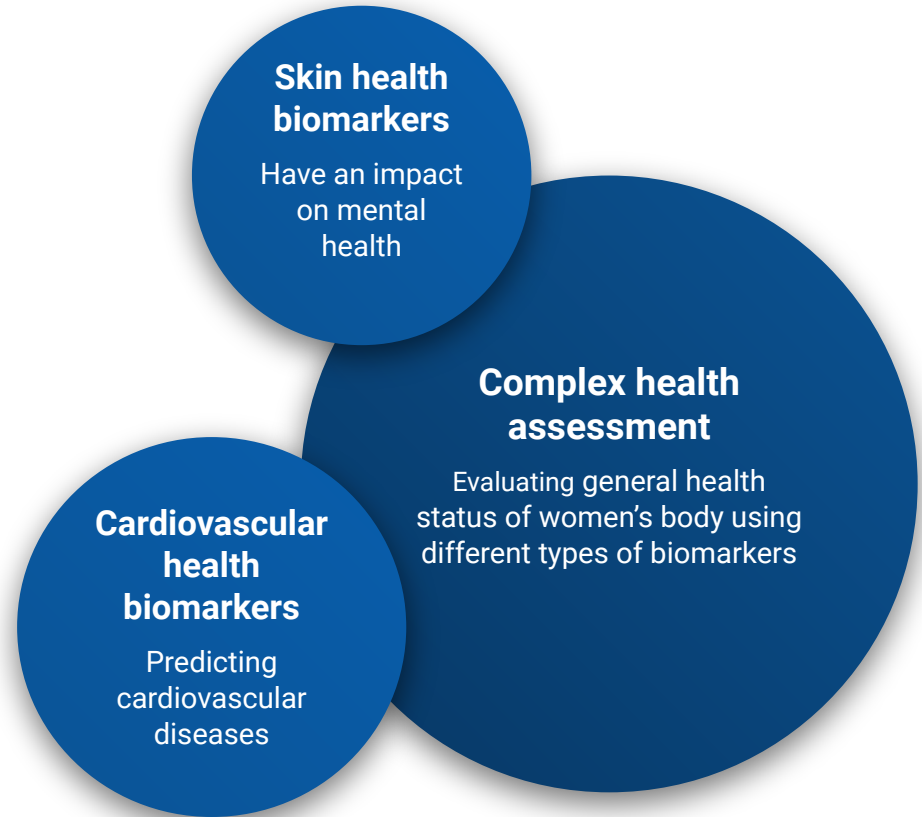 Skin health
biomarkers
Have an impact
on mental
health
Complex health
assessment
Evaluating general health
status of women’s body using
different types of biomarkers
Cardiovascular
health
biomarkers
Predicting
cardiovascular
diseases